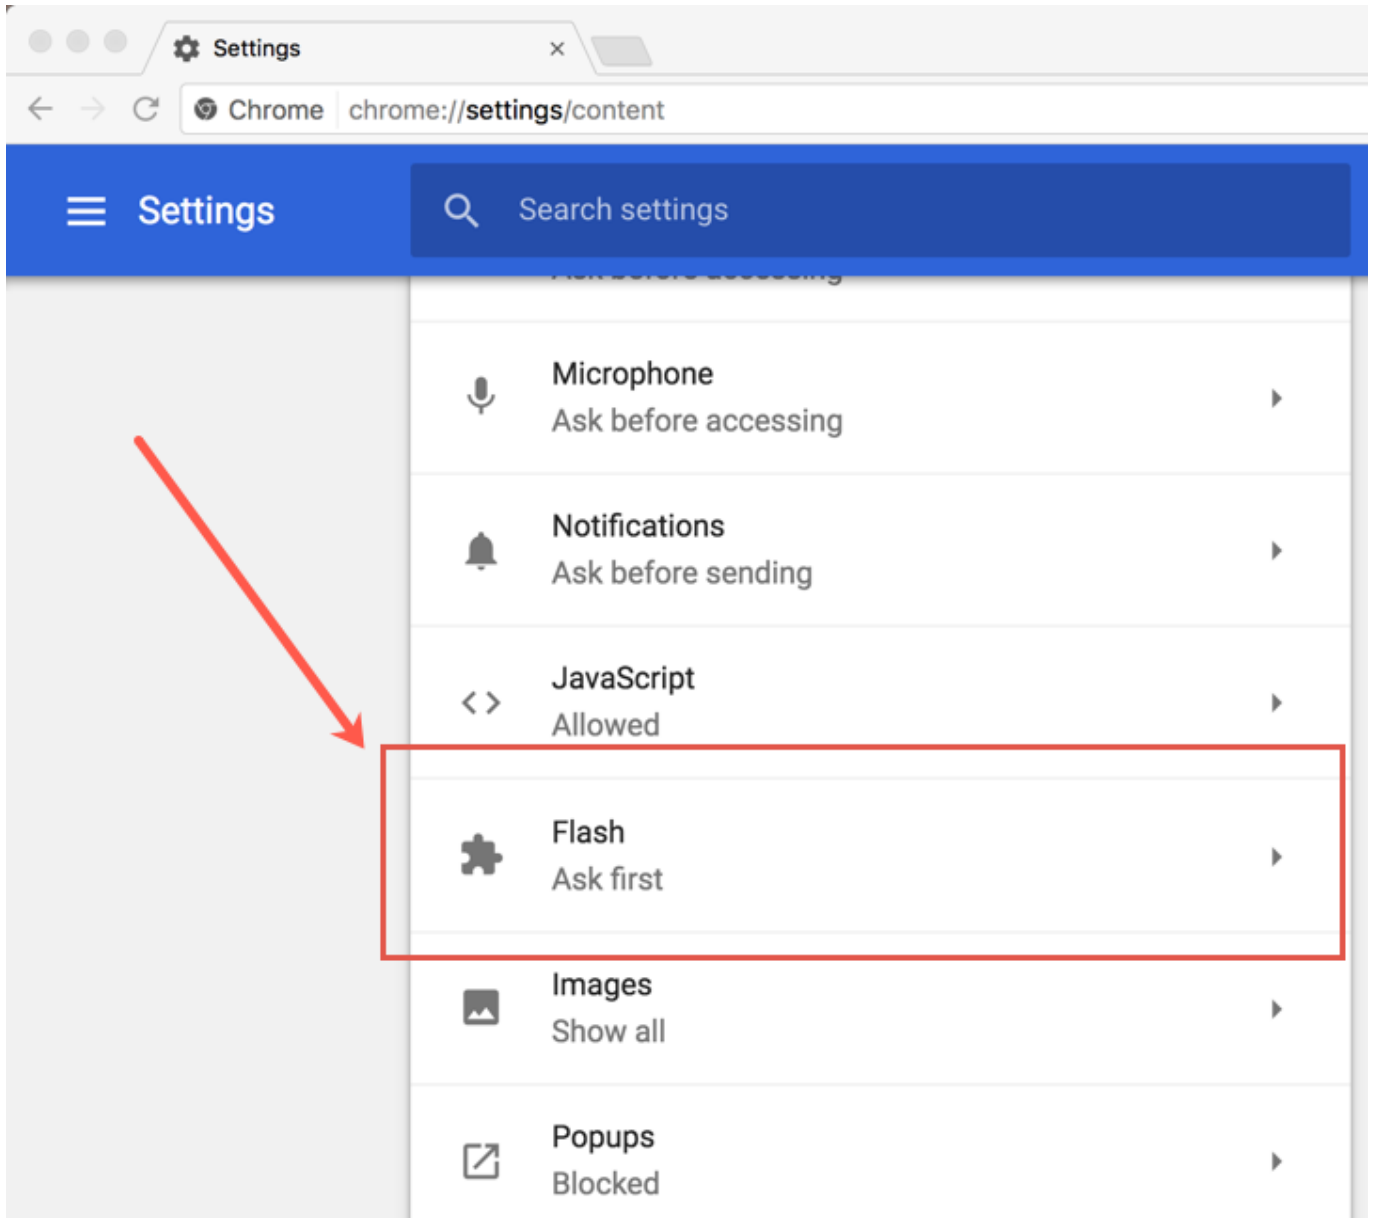 Settings
Chrome chrome://settings/content
Settings Search settings
Microphone
Ask before accessing
Notifications
Ask before sending
JavaScript
Allowed
Flash
Ask first
Images
Show all
Popups
Blocked